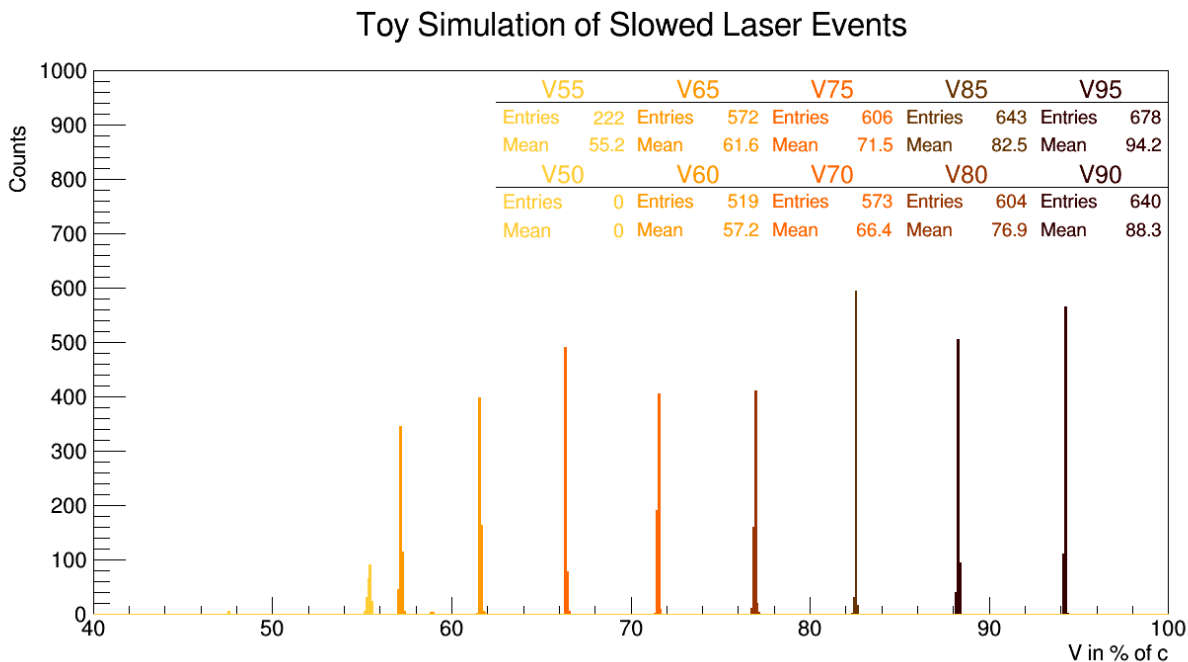 Toy Simulation of Slowed Laser Events
Counts
1000
900
800
700
600
500
400
300
200
100
0
V55 V65 V75 V85 V95
Entries 222 Entries 572 Entries 606 Entries 643 Entries 678
Mean 55.2 Mean 61.6 Mean 71.5 Mean 82.5 Mean 94.2
V50 V60 V70 V80 V90
Entries 0 Entries 519 Entries 573 Entries 604 Entries 640
Mean 0 Mean 57.2 Mean 66.4 Mean 76.9 Mean 88.3
40 50 60 70 80 90 100
V in % of c